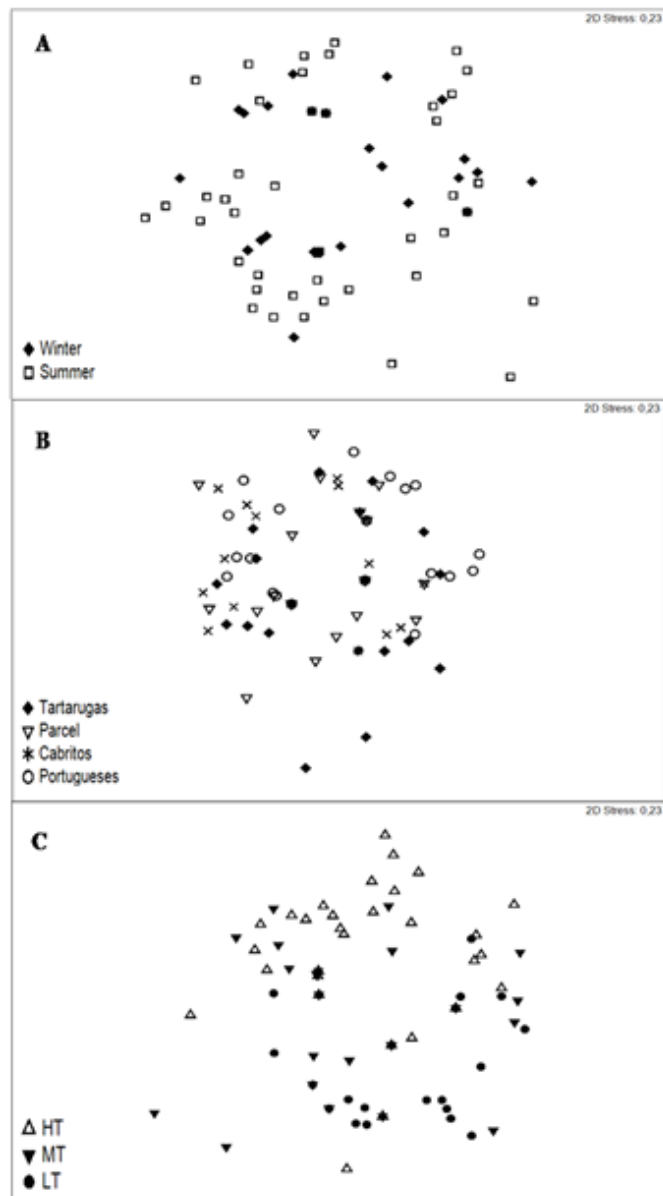 2D Stress: 0,23
A
Winter
Summer
2D Stress: 0,23
B
Tartarugas
Parcel
Cabritos
Portugueses
2D Stress: 0,23
C
HT
MT
LT